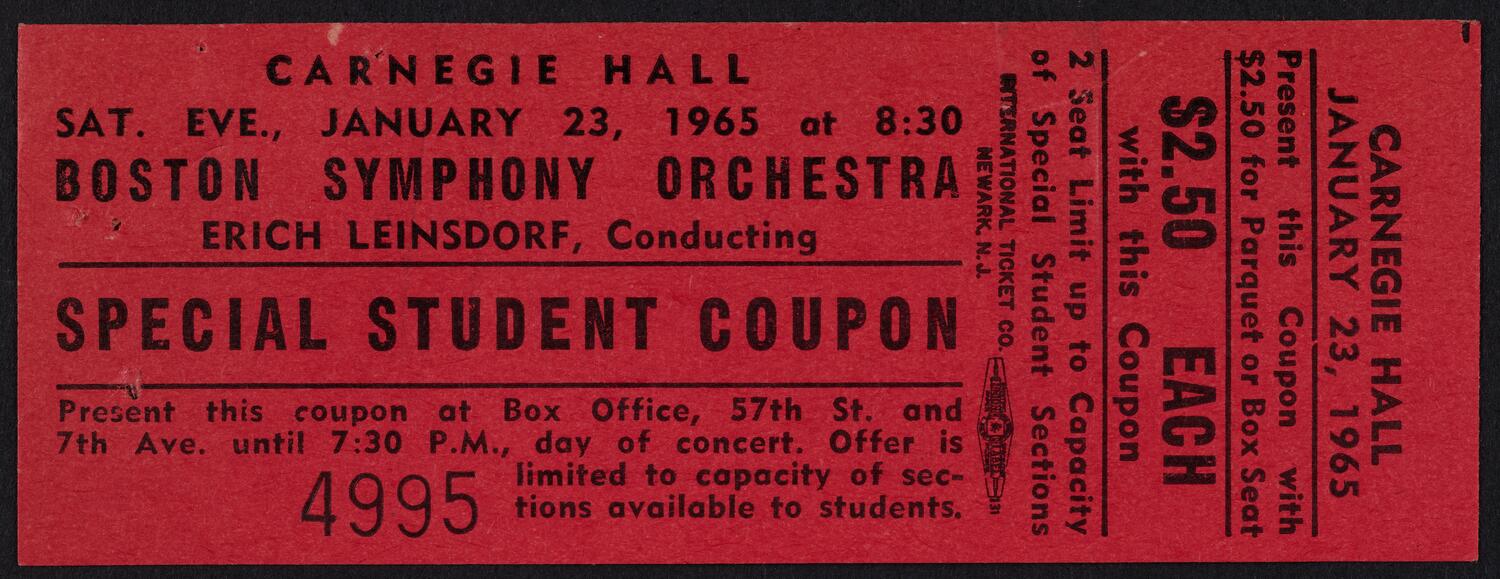 CARNEGIE HALL
SAT. EVE., JANUARY 23, 1965 at 8:30
BOSTON SYMPHONY ORCHESTRA
ERICH LEINSDORF, Conducting
SPECIAL STUDENT COUPON
Present this coupon at Box Office, 57th St. and
7th Ave. until 7:30 P.M., day of concert. Offer is
limited to capacity of sec-
tions available to students.
4995
CARNEGIE HALL
JANUARY 23, 1965
Present this Coupon with
$2.50 for Parquet or Box Seat
$2.50 EACH
with this Coupon
2 Seat Limit up to Capacity
of Special Student Sections
INTERNATIONAL TICKET CO.
NEWARK, N.J.
31